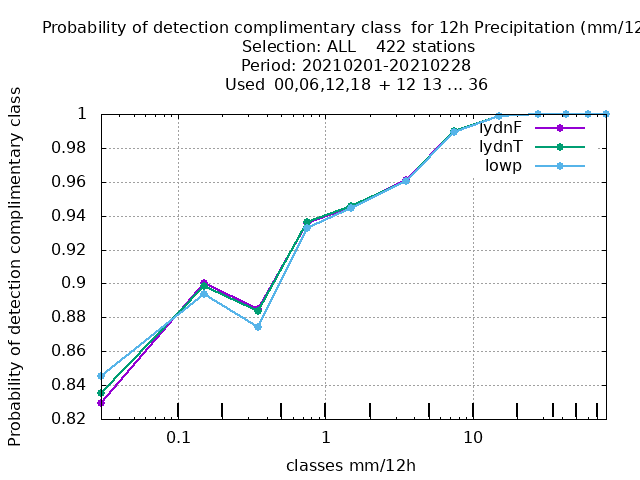 Probability of detection complimentary class  for 12h Precipitation (mm/12
Selection: ALL    422 stations
Period: 20210201-20210228
Used  00,06,12,18  + 12 13 ... 36
Probability of detection complimentary class
1
0.98
0.96
0.94
0.92
0.9
0.88
0.86
0.84
0.82
lydnF
lydnT
lowp
0.1
1
10
classes mm/12h